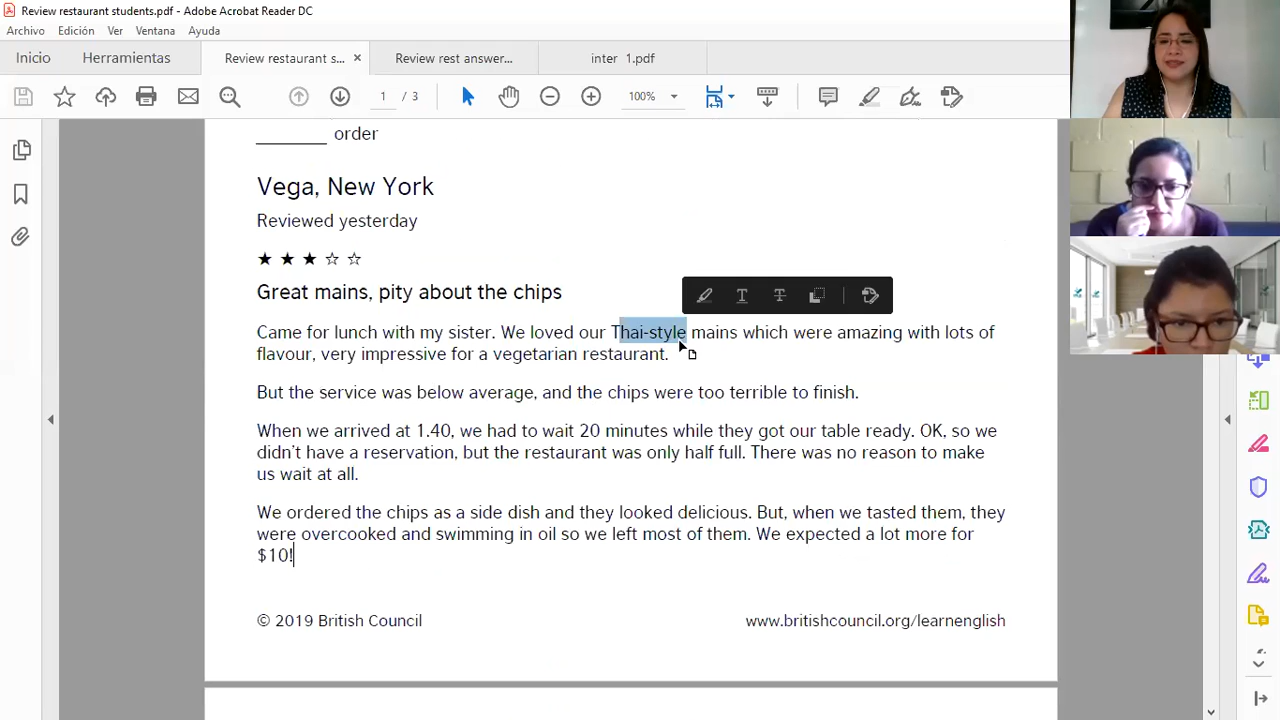 Review restaurant students.pdf - Adobe Acrobat Reader DC
Archivo Edición Ver Ventana Ayuda
Inicio Herramientas Review restaurant s... × Review rest answer... inter 1.pdf
1 / 3 100%
_______ order
Vega, New York
Reviewed yesterday
★ ★ ★ ☆ ☆
Great mains, pity about the chips
Came for lunch with my sister. We loved our Thai-style mains which were amazing with lots of
flavour, very impressive for a vegetarian restaurant.
But the service was below average, and the chips were too terrible to finish.
When we arrived at 1.40, we had to wait 20 minutes while they got our table ready. OK, so we
didn't have a reservation, but the restaurant was only half full. There was no reason to make
us wait at all.
We ordered the chips as a side dish and they looked delicious. But, when we tasted them, they
were overcooked and swimming in oil so we left most of them. We expected a lot more for
$10!
© 2019 British Council www.britishcouncil.org/learnenglish